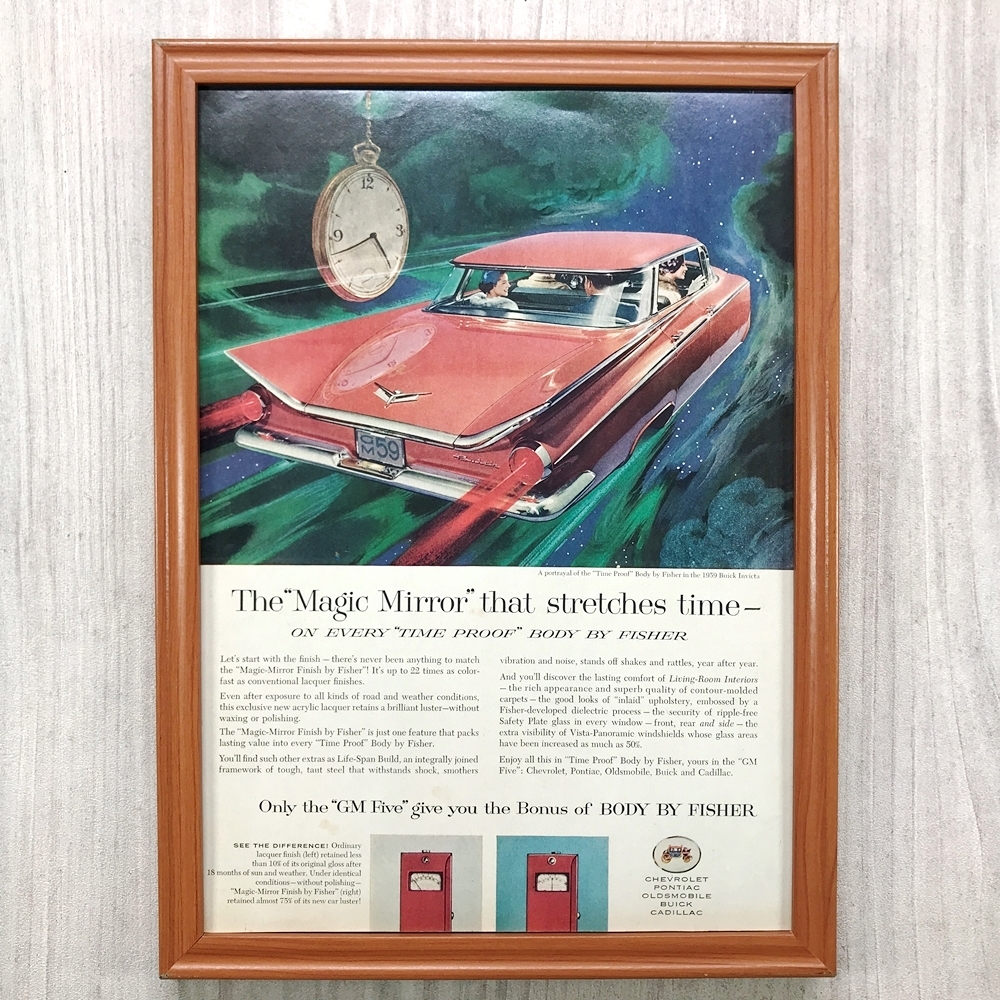 12
3
9
GM 59
A portrayal of the "Time Proof" Body by Fisher in the 1959 Buick Invicta
The "Magic Mirror" that stretches time—
ON EVERY "TIME PROOF" BODY BY FISHER
Let's start with the finish — there's never been anything to match
the "Magic-Mirror Finish by Fisher"! It's up to 22 times as color-
fast as conventional lacquer finishes.
Even after exposure to all kinds of road and weather conditions,
this exclusive new acrylic lacquer retains a brilliant luster—without
waxing or polishing.
The "Magic-Mirror Finish by Fisher" is just one feature that packs
lasting value into every "Time Proof" Body by Fisher.
You'll find such other extras as Life-Span Build, an integrally joined
framework of tough, taut steel that withstands shock, smothers
vibration and noise, stands off shakes and rattles, year after year.
And you'll discover the lasting comfort of Living-Room Interiors
— the rich appearance and superb quality of contour-molded
carpets — the good looks of "inlaid" upholstery, embossed by a
Fisher-developed dielectric process — the security of ripple-free
Safety Plate glass in every window — front, rear and side — the
extra visibility of Vista-Panoramic windshields whose glass areas
have been increased as much as 50%.
Enjoy all this in "Time Proof" Body by Fisher, yours in the "GM
Five": Chevrolet, Pontiac, Oldsmobile, Buick and Cadillac.
Only the "GM Five" give you the Bonus of BODY BY FISHER
SEE THE DIFFERENCE! Ordinary
lacquer finish (left) retained less
than 10% of its original gloss after
18 months of sun and weather. Under identical
conditions—without polishing—
"Magic-Mirror Finish by Fisher" (right)
retained almost 75% of its new car luster!
CHEVROLET
PONTIAC
OLDSMOBILE
BUICK
CADILLAC